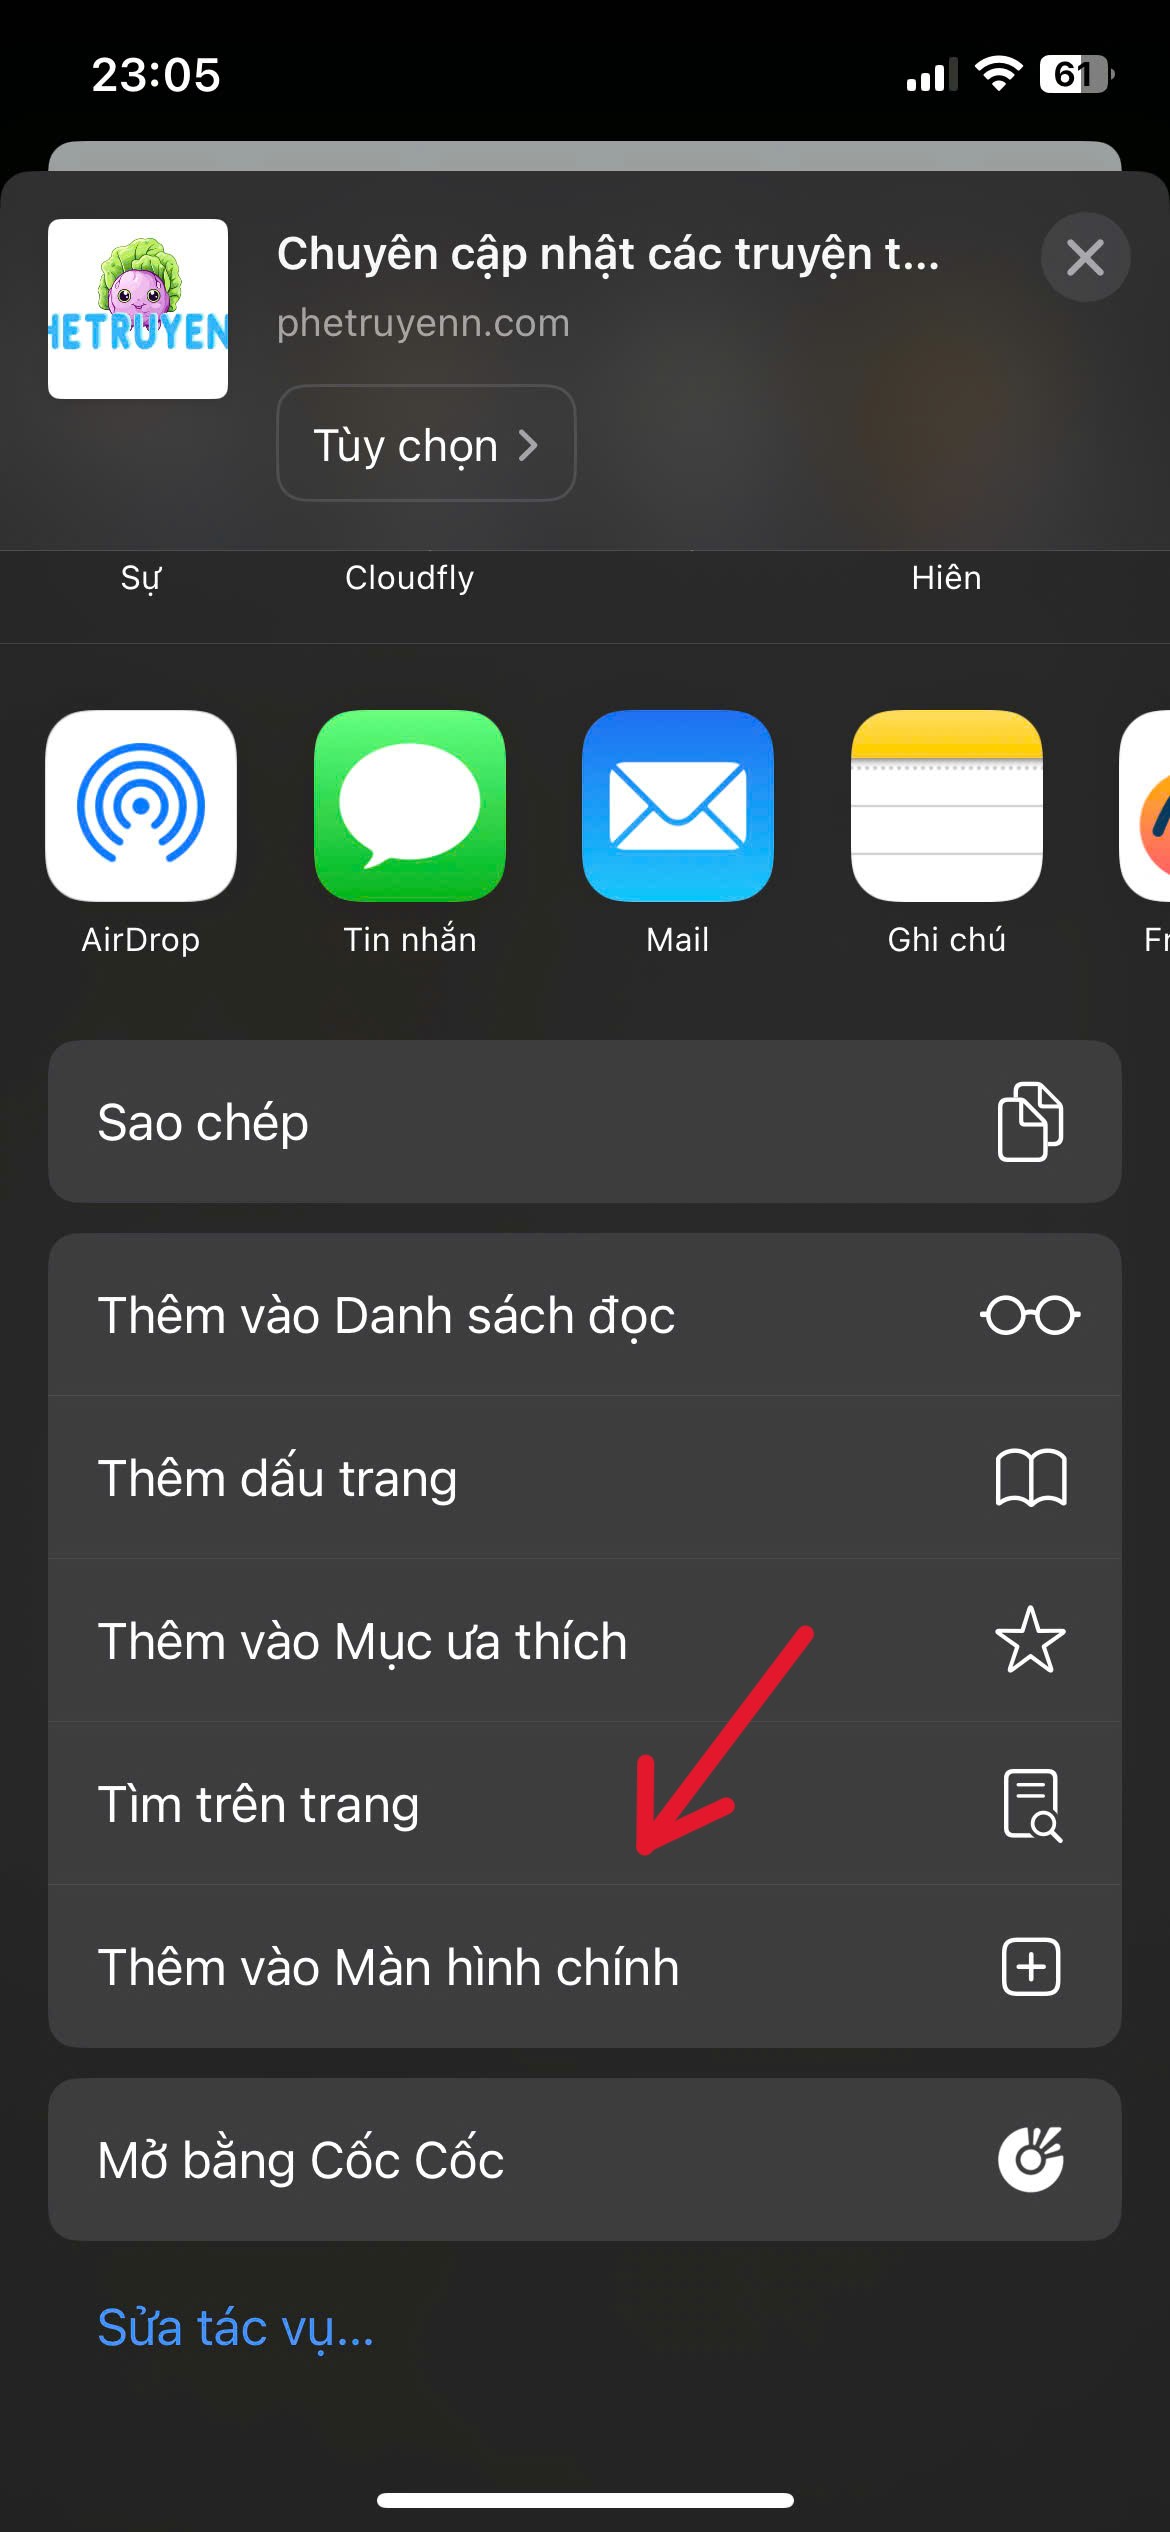 23:05
61
HETRUYEN
Chuyên cập nhật các truyện t...
phetruyenn.com
Tùy chọn
Sự
Cloudfly
Hiên
AirDrop
Tin nhắn
Mail
Ghi chú
Fr
Sao chép
Thêm vào Danh sách đọc
Thêm dấu trang
Thêm vào Mục ưa thích
Tìm trên trang
Thêm vào Màn hình chính
Mở bằng Cốc Cốc
Sửa tác vụ...